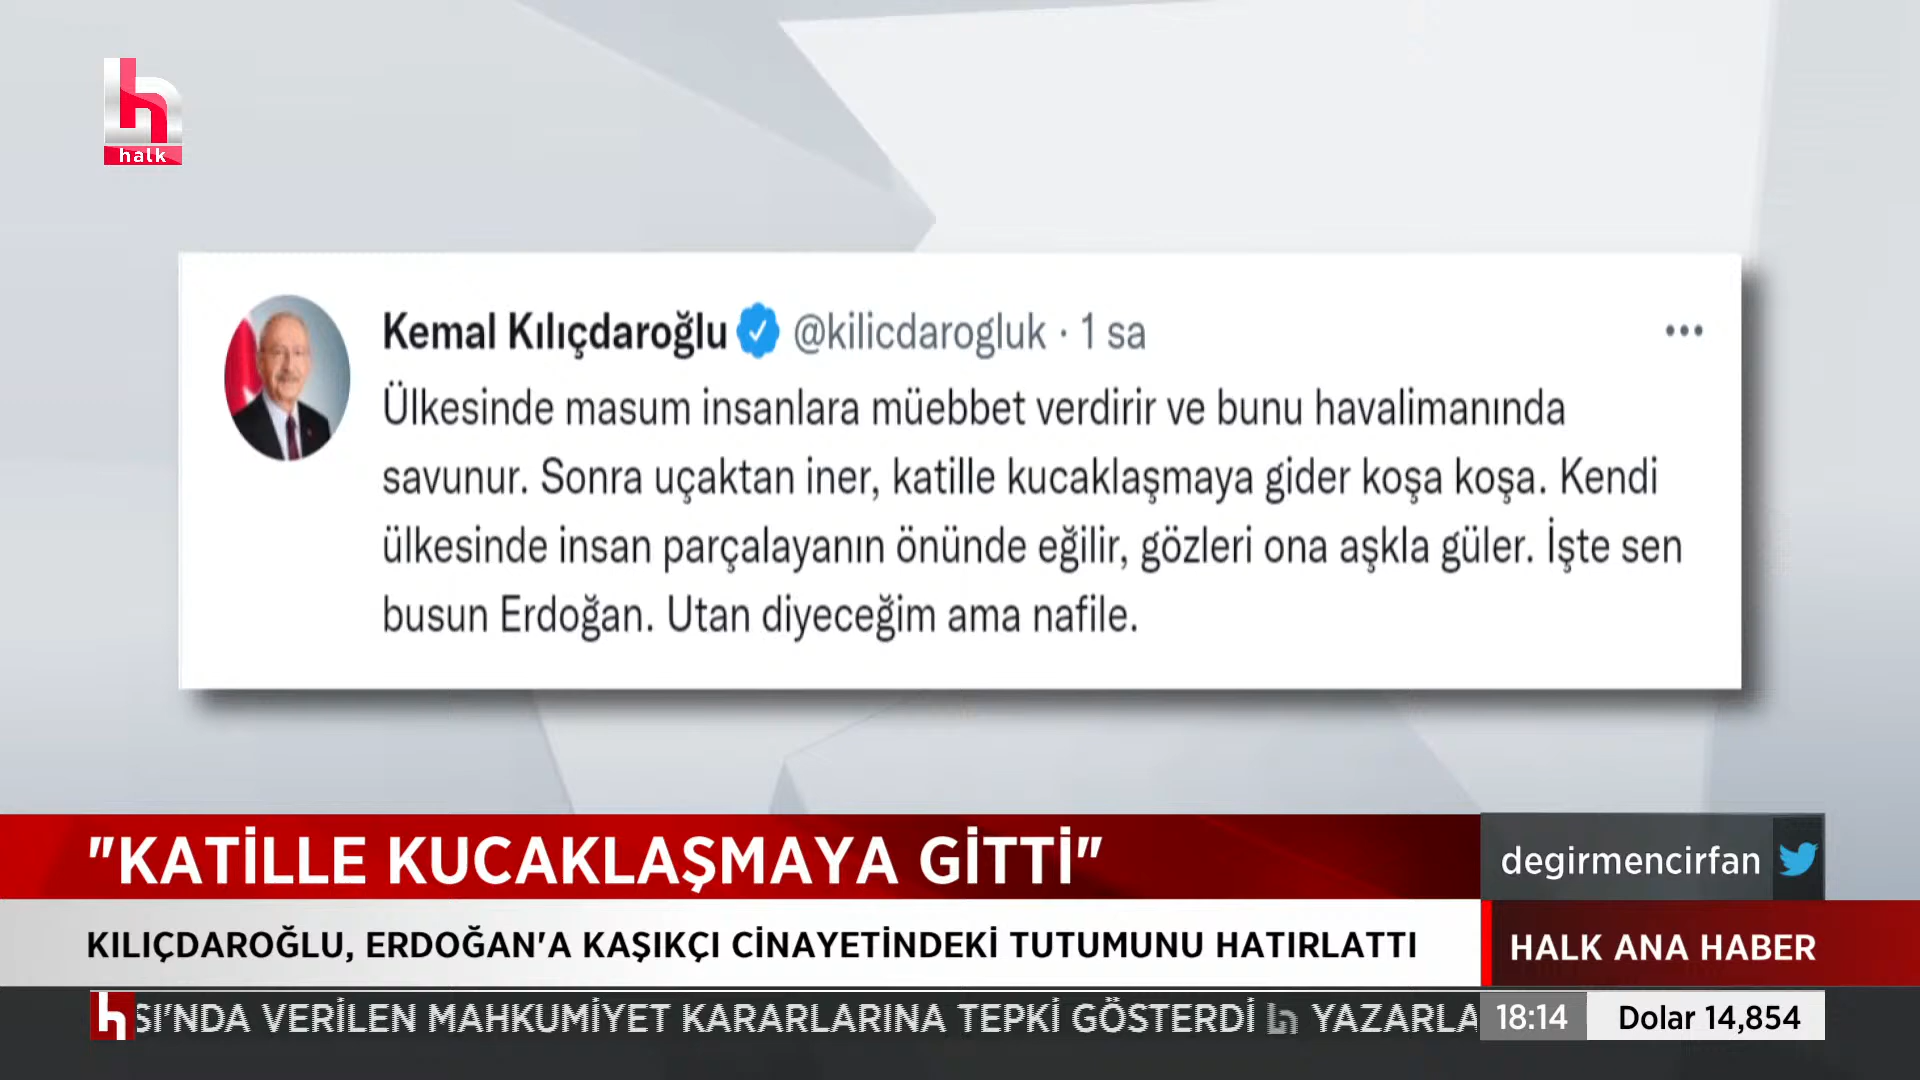 halk
Kemal Kılıçdaroğlu @kilicdarogluk · 1 sa
Ülkesinde masum insanlara müebbet verdirir ve bunu havalimanında
savunur. Sonra uçaktan iner, katille kucaklaşmaya gider koşa koşa. Kendi
ülkesinde insan parçalayanın önünde eğilir, gözleri ona aşkla güler. İşte sen
busun Erdoğan. Utan diyeceğim ama nafile.
"KATİLLE KUCAKLAŞMAYA GİTTİ"
degirmencirfan
KILIÇDAROĞLU, ERDOĞAN'A KAŞIKÇI CİNAYETİNDEKİ TUTUMUNU HATIRLATTI
HALK ANA HABER
SI'NDA VERİLEN MAHKUMİYET KARARLARINA TEPKİ GÖSTERDİ YAZARLA
18:14
Dolar 14,854